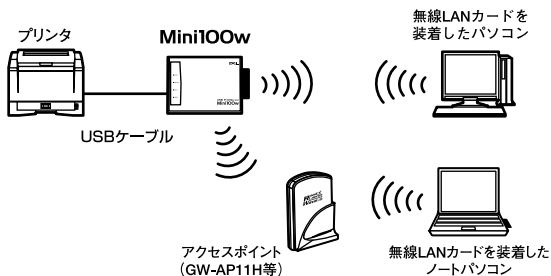 プリンタ
Mini100w
無線LANカードを
装着したパソコン
Mini100w
USBケーブル
アクセスポイント
(GW-AP11H等)
無線LANカードを装着した
ノートパソコン